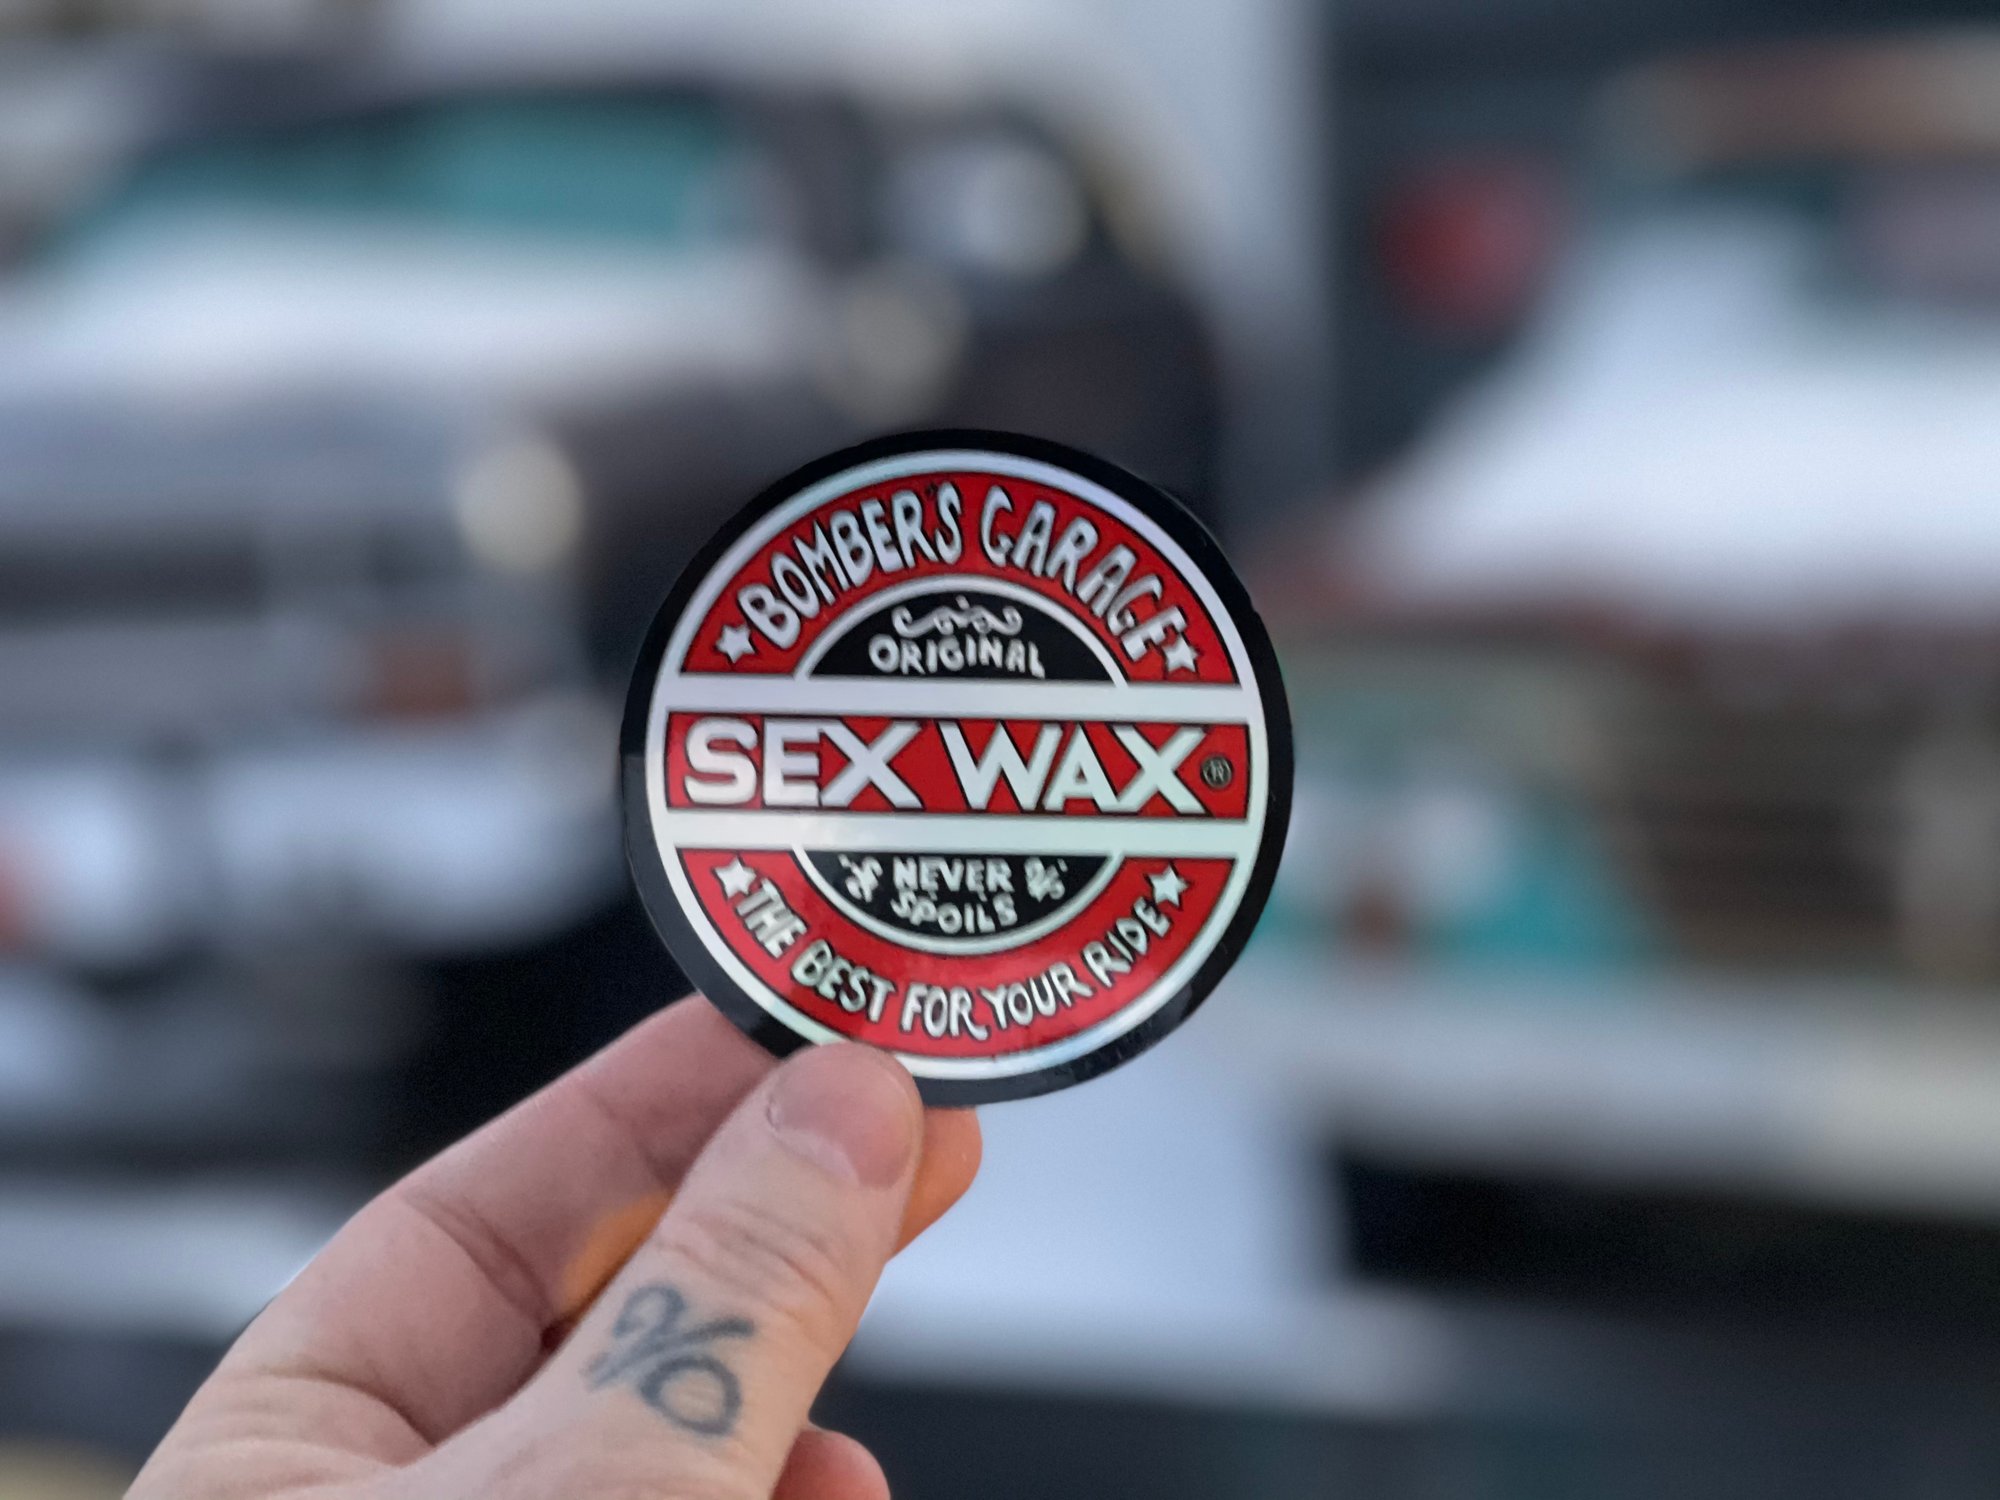 BOMBER'S GARAGE
ORIGINAL
SEX WAX®
NEVER
SPOILS
THE BEST FOR YOUR RIDE